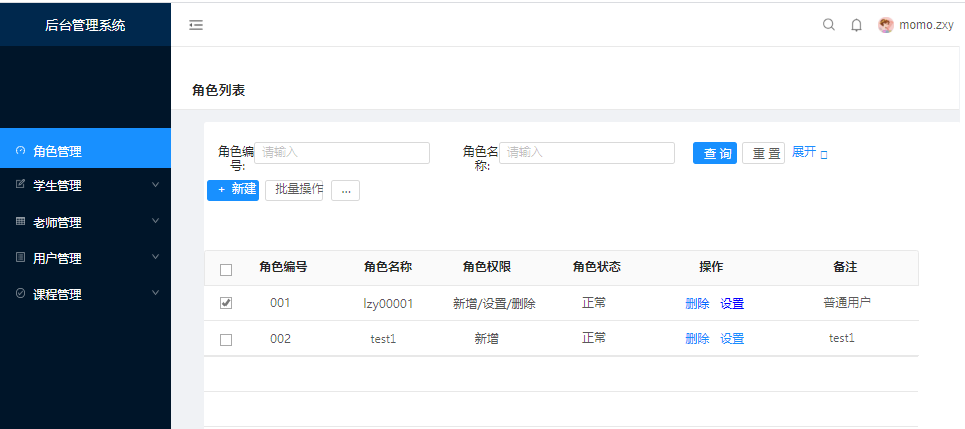 后台管理系统
momo.zxy
角色列表
角色管理
学生管理
老师管理
用户管理
课程管理
角色编号: 请输入 角色名称: 请输入 查 询 重 置 展开
+ 新建 批量操作 ...
角色编号 角色名称 角色权限 角色状态 操作 备注
001 lzy00001 新增/设置/删除 正常 删除 设置 普通用户
002 test1 新增 正常 删除 设置 test1